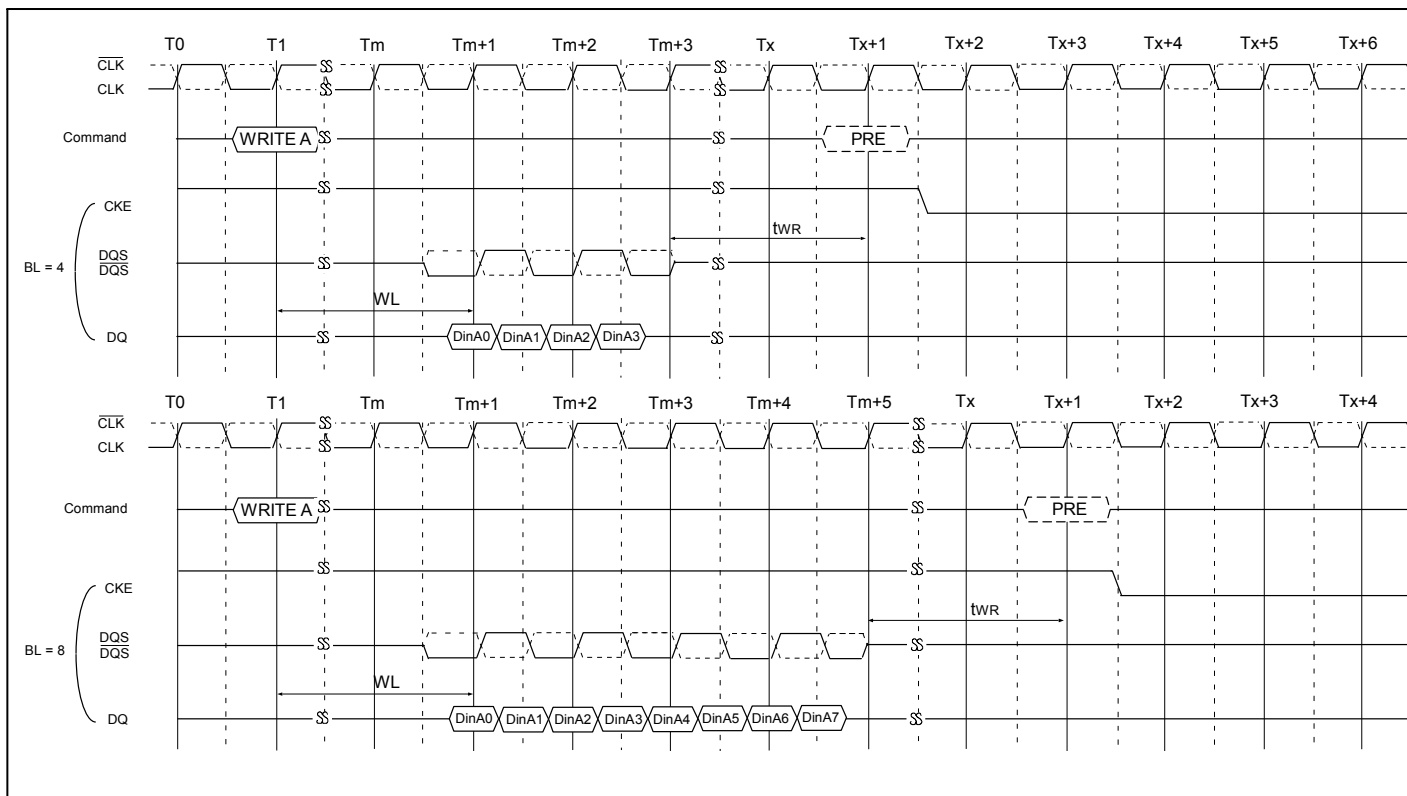 T0 T1 Tm Tm+1 Tm+2 Tm+3 Tx Tx+1 Tx+2 Tx+3 Tx+4 Tx+5 Tx+6
CLK
CLK
Command WRITE A PRE
CKE
tWR
DQS
BL = 4
DQS
WL
DQ DinA0 DinA1 DinA2 DinA3
T0 T1 Tm Tm+1 Tm+2 Tm+3 Tm+4 Tm+5 Tx Tx+1 Tx+2 Tx+3 Tx+4
CLK
CLK
Command WRITE A PRE
CKE
tWR
DQS
BL = 8
DQS
WL
DQ DinA0 DinA1 DinA2 DinA3 DinA4 DinA5 DinA6 DinA7